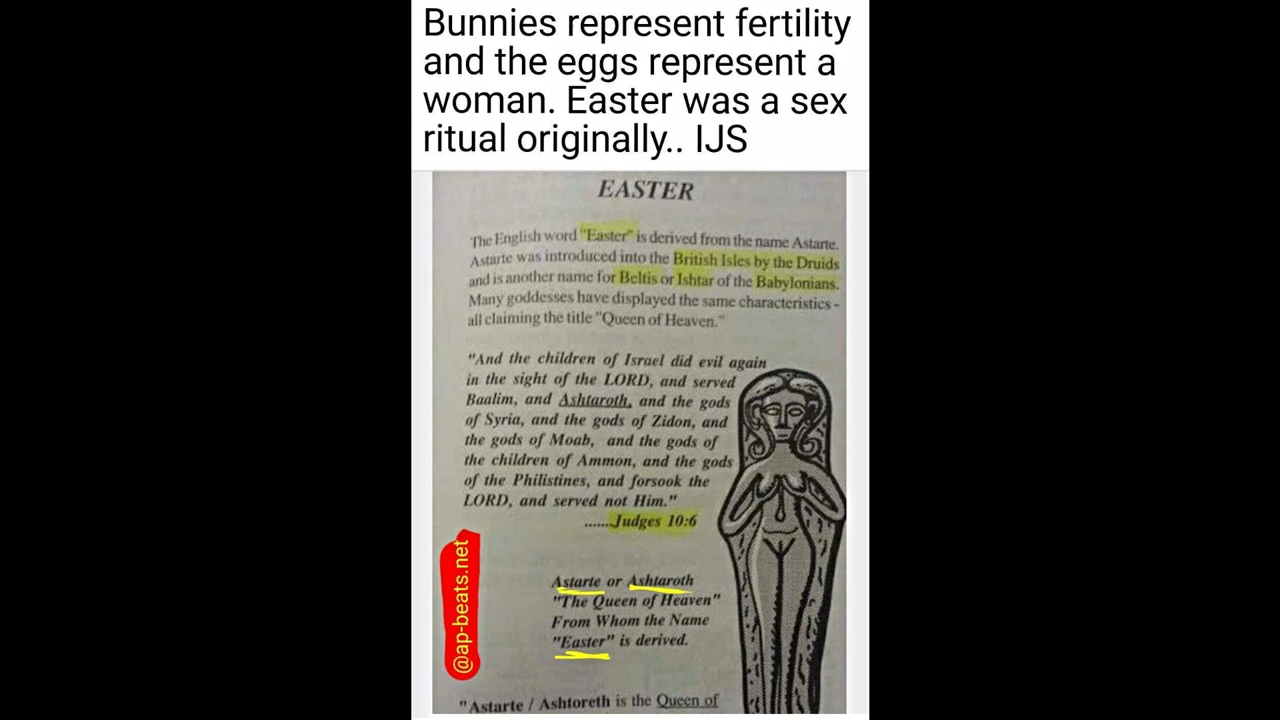 Bunnies represent fertility
and the eggs represent a
woman. Easter was a sex
ritual originally.. IJS
EASTER
The English word "Easter" is derived from the name Astarte.
Astarte was introduced into the British Isles by the Druids
and is another name for Beltis or Ishtar of the Babylonians.
Many goddesses have displayed the same characteristics -
all claiming the title "Queen of Heaven."
"And the children of Israel did evil again
in the sight of the LORD, and served
Baalim, and Ashtaroth, and the gods
of Syria, and the gods of Zidon, and
the gods of Moab, and the gods of
the children of Ammon, and the gods
of the Philistines, and forsook the
LORD, and served not Him."
......Judges 10:6
@ap-beats.net
Astarte or Ashtaroth
"The Queen of Heaven"
From Whom the Name
"Easter" is derived.
"Astarte / Ashtoreth is the Queen of